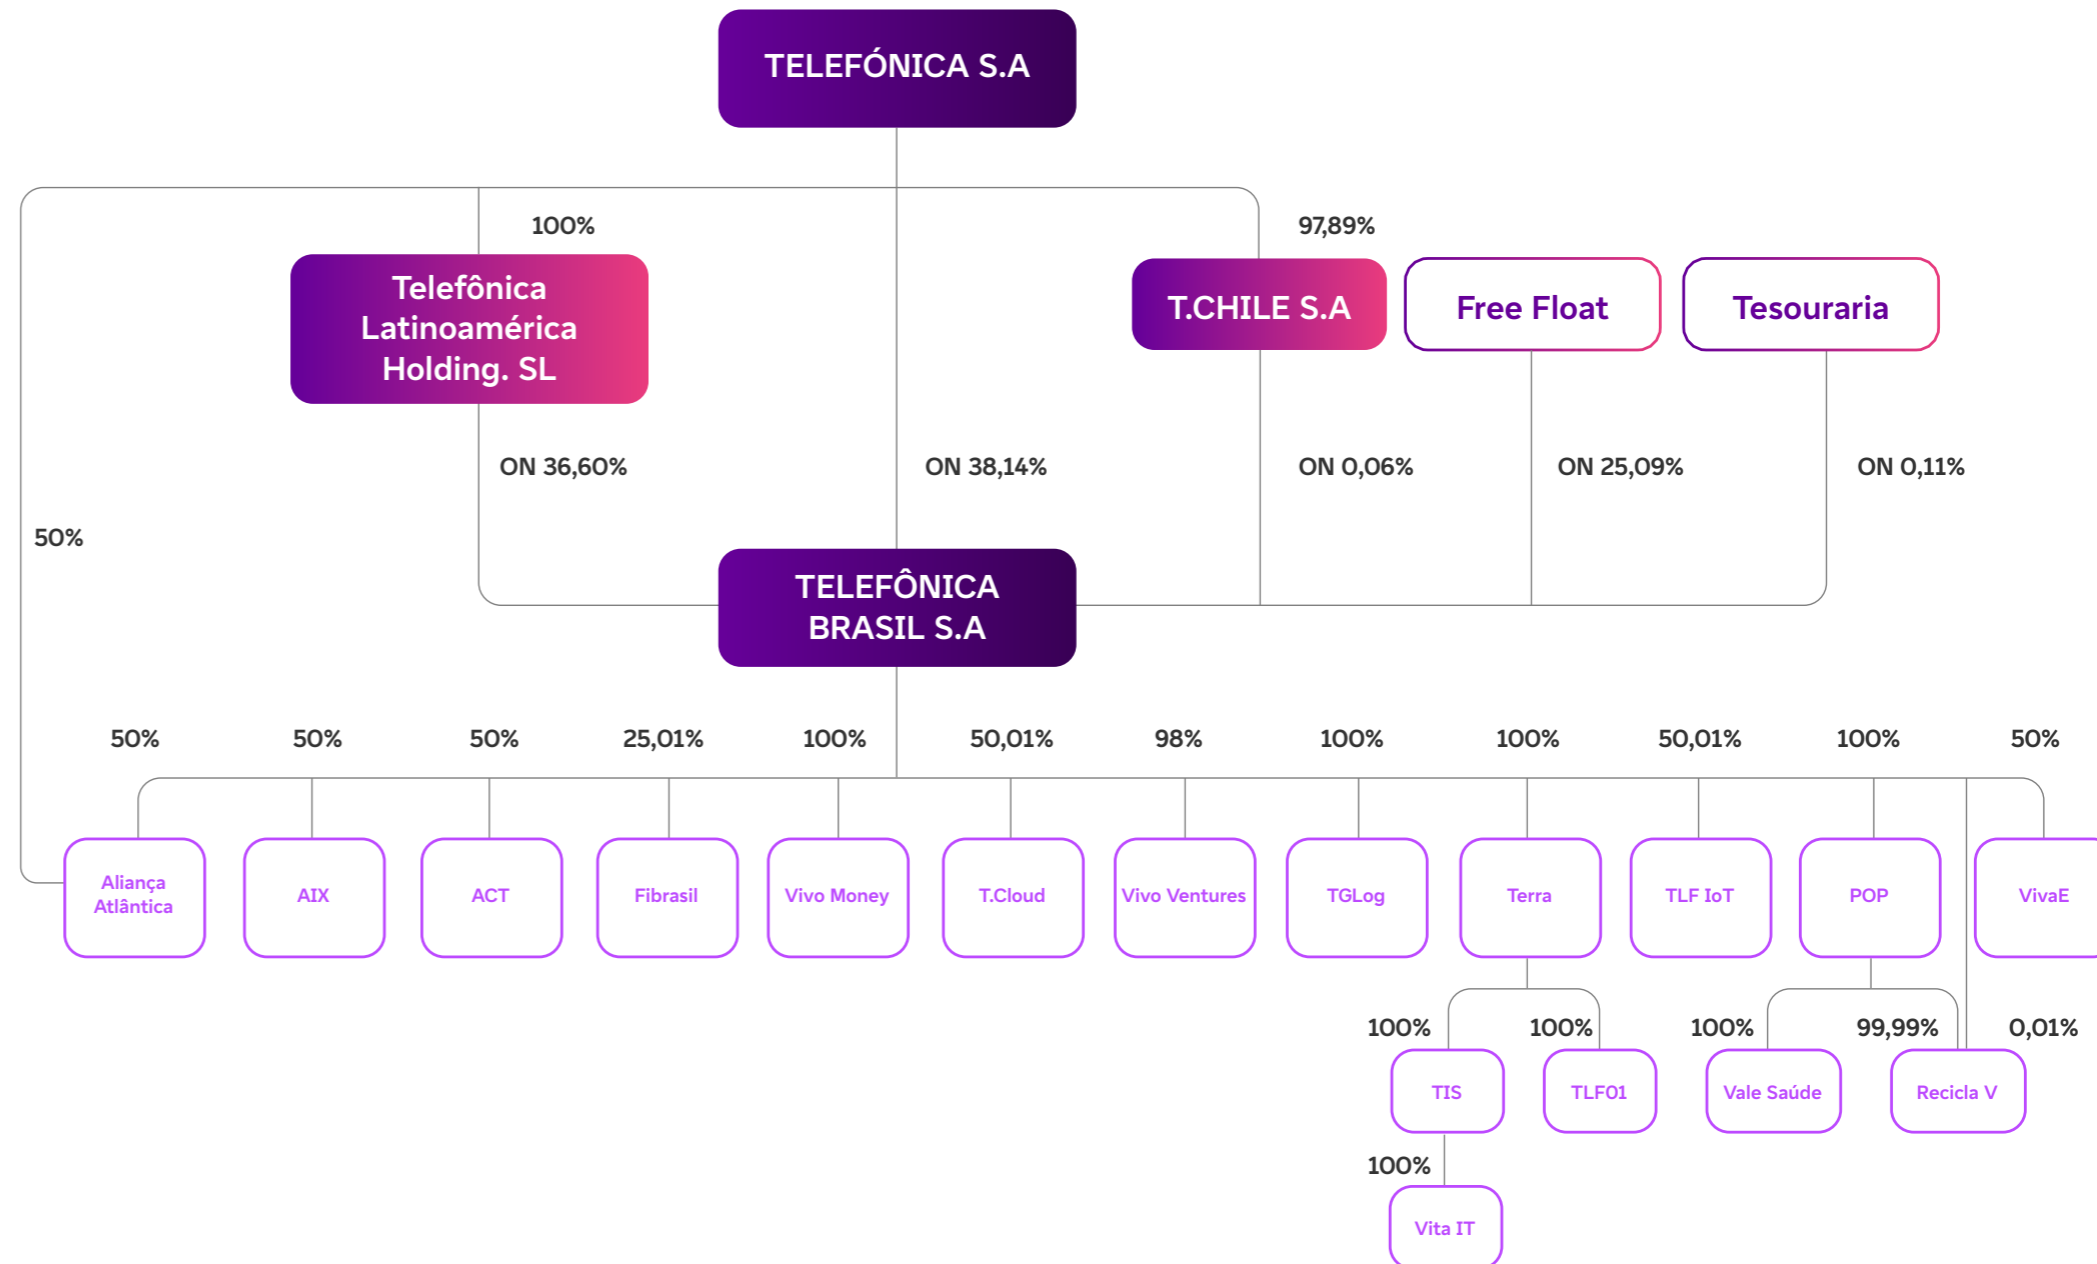 TELEFÓNICA S.A
100%
97,89%
Telefônica
Latinoamérica
Holding. SL
T.CHILE S.A
Free Float
Tesouraria
ON 36,60%
ON 38,14%
ON 0,06%
ON 25,09%
ON 0,11%
50%
TELEFÔNICA
BRASIL S.A
50%
50%
50%
25,01%
100%
50,01%
98%
100%
100%
50,01%
100%
50%
Aliança
Atlântica
AIX
ACT
Fibrasil
Vivo Money
T.Cloud
Vivo Ventures
TGLog
Terra
TLF IoT
POP
VivaE
100%
100%
100%
99,99%
0,01%
TIS
TLF01
Vale Saúde
Recicla V
100%
Vita IT